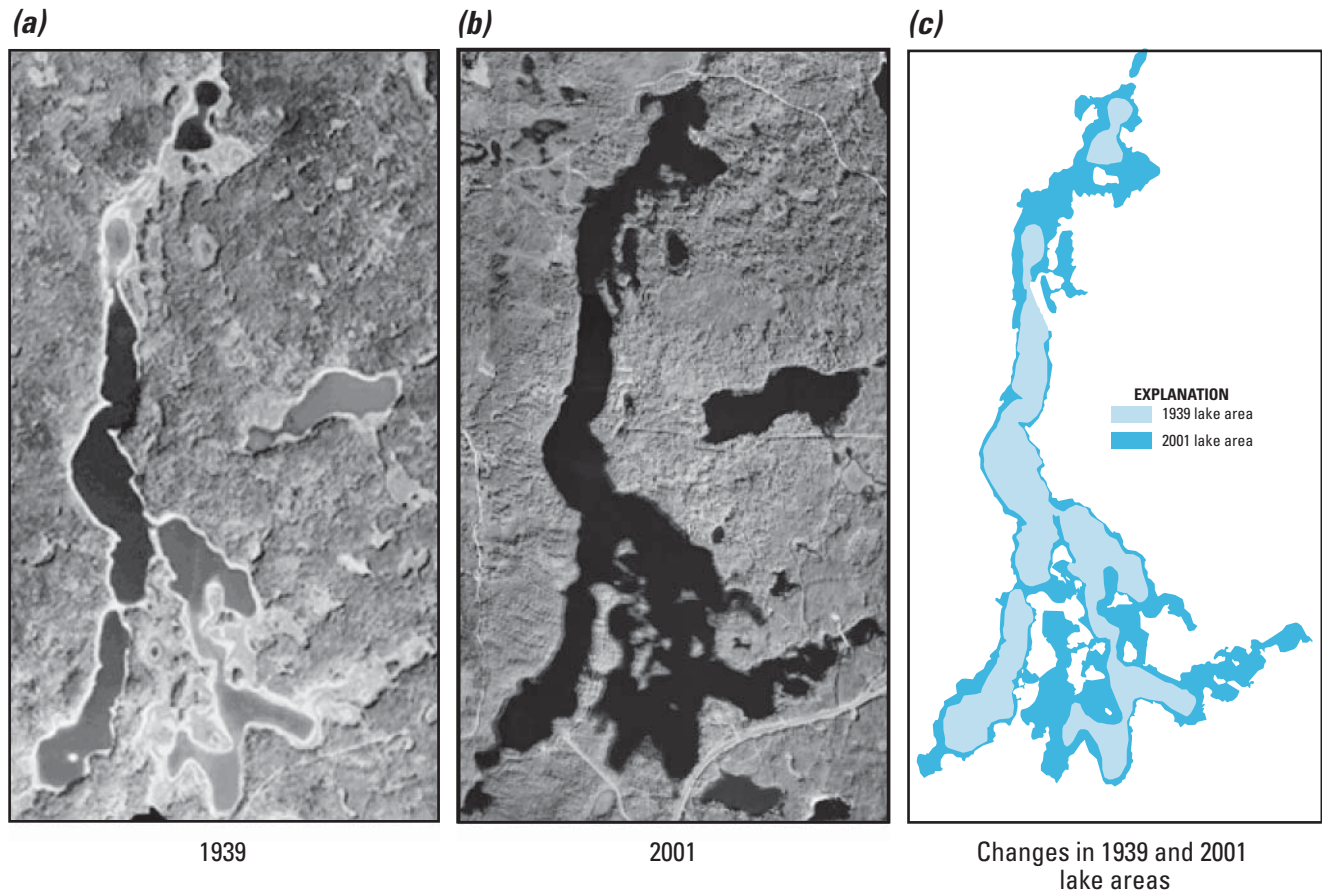 (a)
(b)
(c)
EXPLANATION
1939 lake area
2001 lake area
1939
2001
Changes in 1939 and 2001
lake areas